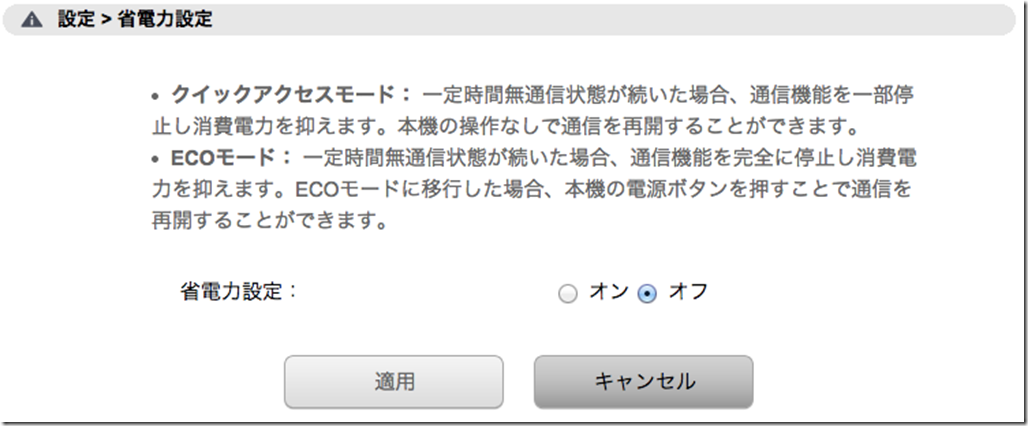 設定 > 省電力設定
• クイックアクセスモード： 一定時間無通信状態が続いた場合、通信機能を一部停
止し消費電力を抑えます。本機の操作なしで通信を再開することができます。
• ECOモード： 一定時間無通信状態が続いた場合、通信機能を完全に停止し消費電
力を抑えます。ECOモードに移行した場合、本機の電源ボタンを押すことで通信を
再開することができます。
省電力設定： オン オフ
適用 キャンセル